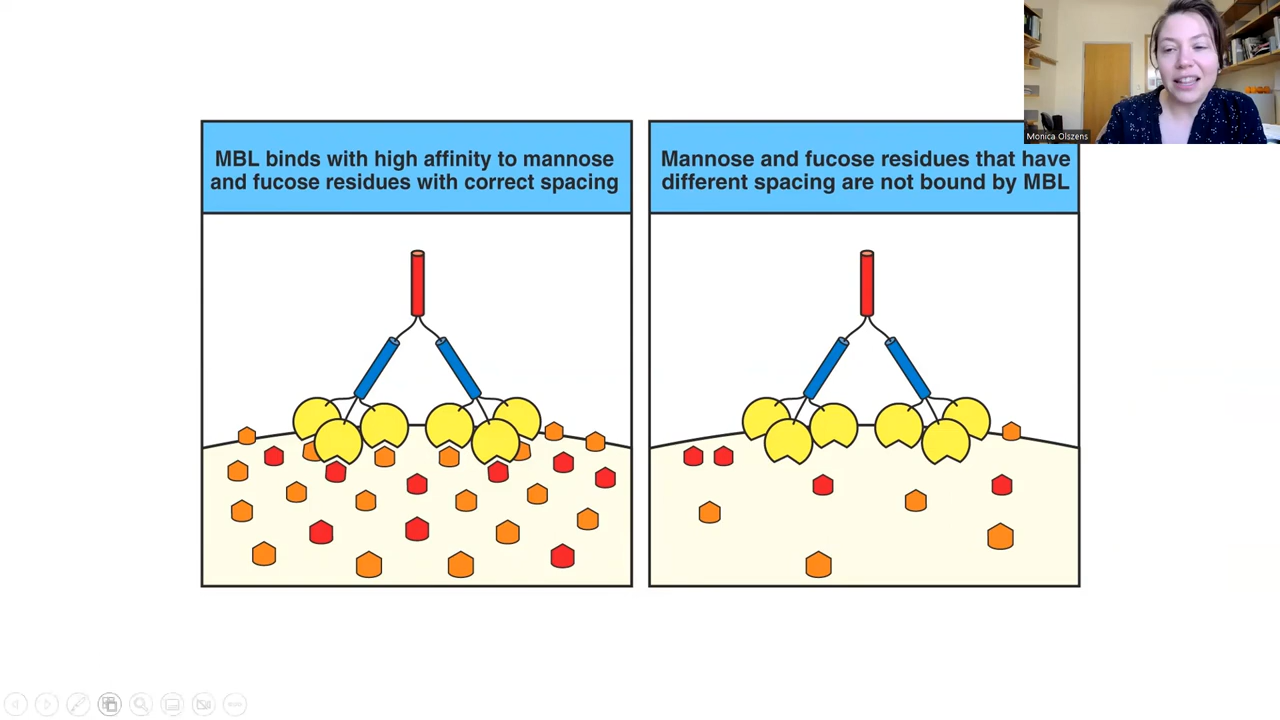 Monica Olszens
MBL binds with high affinity to mannose
and fucose residues with correct spacing
Mannose and fucose residues that have
different spacing are not bound by MBL